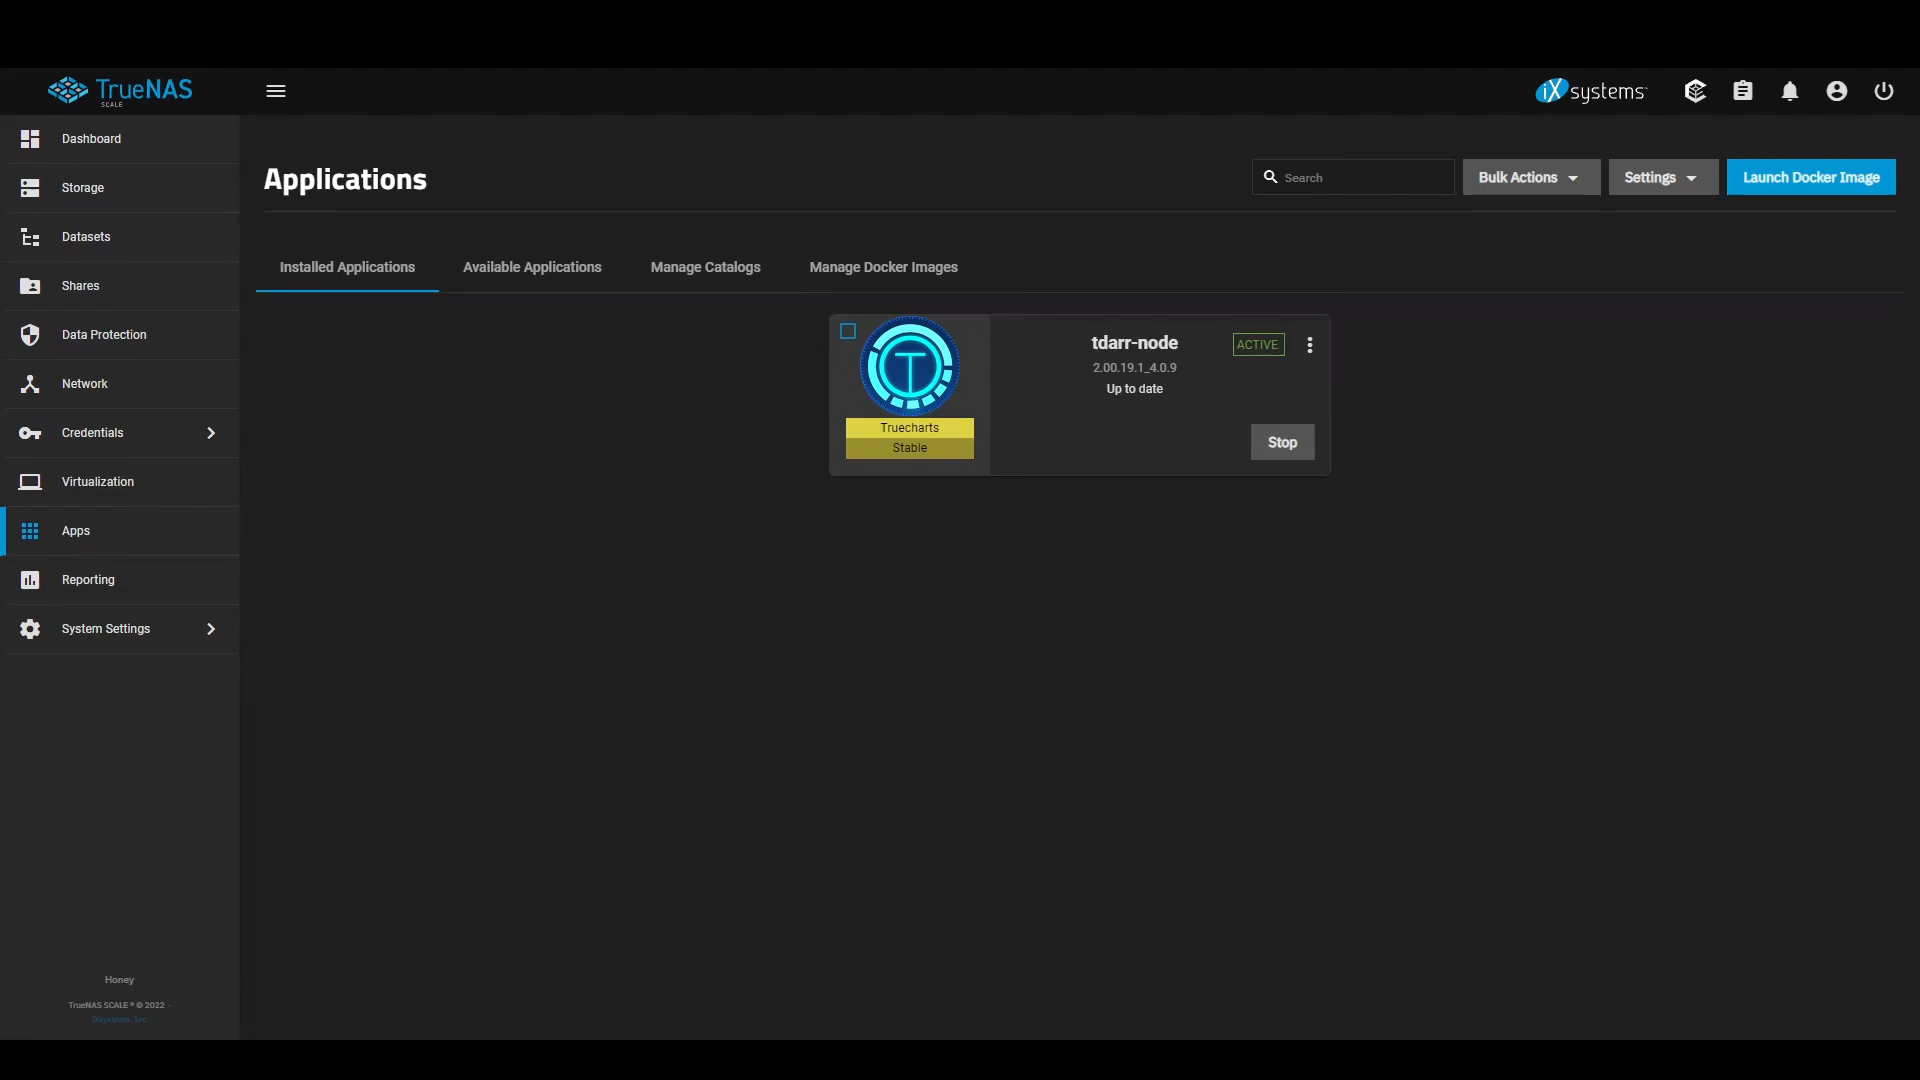 TrueNAS
SCALE
iXsystems
Dashboard
Storage
Datasets
Shares
Data Protection
Network
Credentials
Virtualization
Apps
Reporting
System Settings
Honey
TrueNAS SCALE ® © 2022 -
iXsystems, Inc
Applications
Search
Bulk Actions
Settings
Launch Docker Image
Installed Applications
Available Applications
Manage Catalogs
Manage Docker Images
T
Truecharts
Stable
tdarr-node
ACTIVE
2.00.19.1_4.0.9
Up to date
Stop